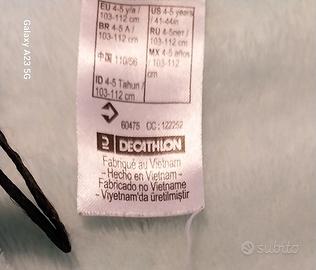 Galaxy A23 5G
EU 4-5 y/a / 103-112 cm
US 4-5 years / 41-44in
BR 4-5 A / 103-112 cm
RU 4-5лет / 103-112 cm
中国 110/56
MX 4-5 años / 103-112 cm
ID 4-5 Tahun / 103-112 cm
60475 CC: 122252
DECATHLON
Fabriqué au Vietnam
- Hecho en Vietnam -
Fabricado no Vietname
- Vıyetnam'da üretilmiştir
subito